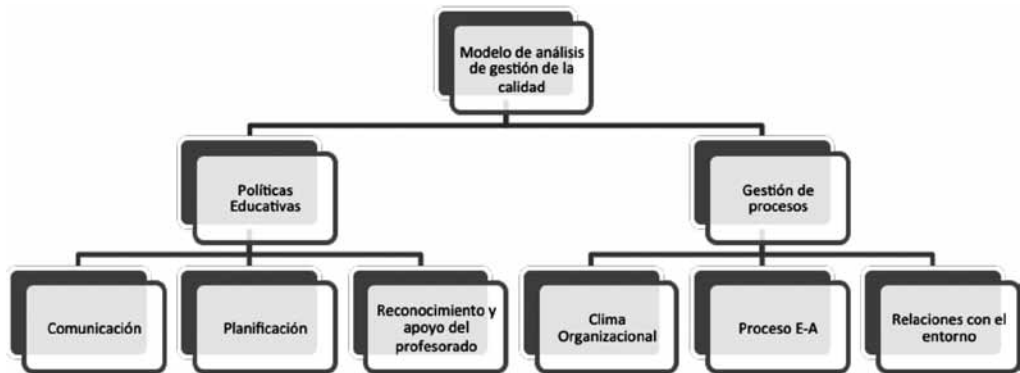 Modelo de análisis
de gestión de la
calidad
Políticas
Educativas
Gestión de
procesos
Comunicación
Planificación
Reconocimiento y
apoyo del
profesorado
Clima
Organizacional
Proceso E-A
Relaciones con el
entorno